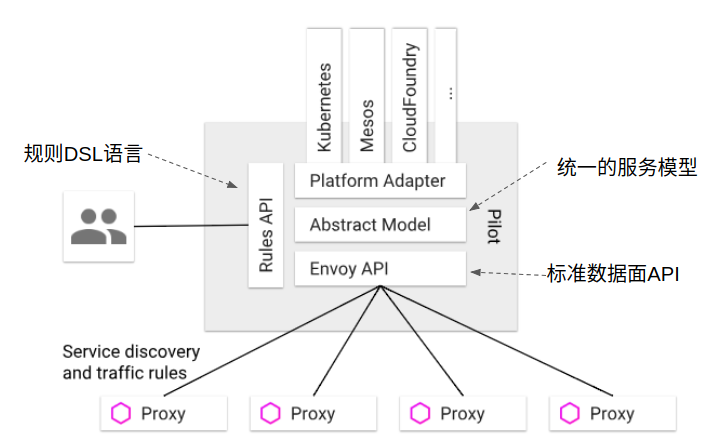 Kubernetes
Mesos
CloudFoundry
...
规则DSL语言
统一的服务模型
Platform Adapter
Rules API
Abstract Model
Pilot
Envoy API
标准数据面API
Service discovery
and traffic rules
Proxy
Proxy
Proxy
Proxy